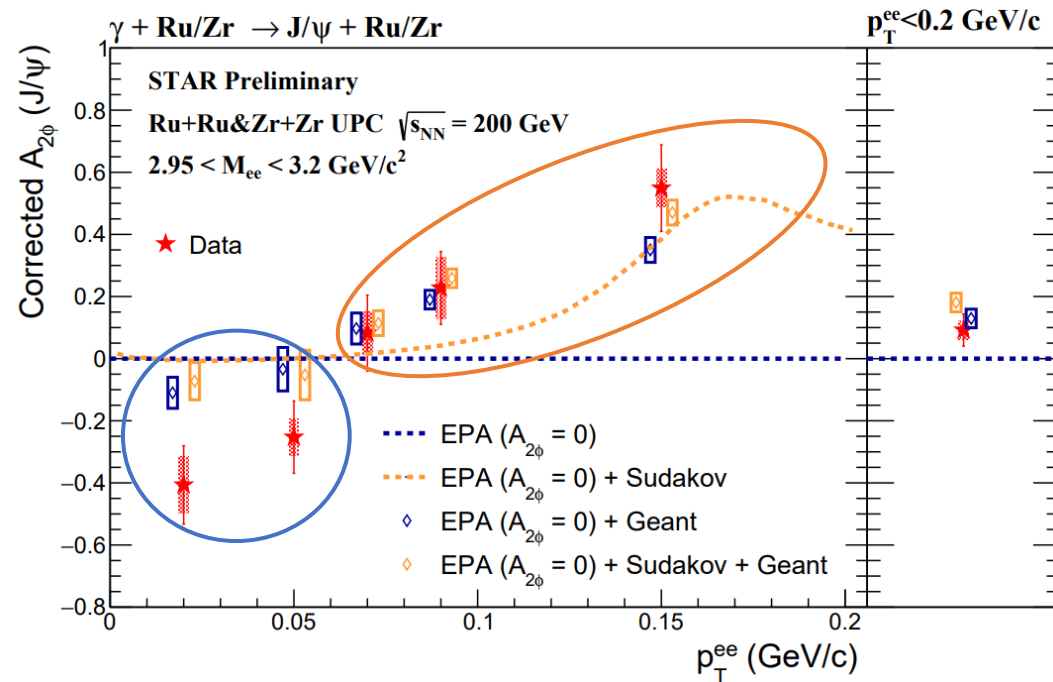 γ + Ru/Zr → J/ψ + Ru/Zr
p_T^ee<0.2 GeV/c
STAR Preliminary
Ru+Ru&Zr+Zr UPC √s_NN = 200 GeV
2.95 < M_ee < 3.2 GeV/c²
Data
EPA (A_2ϕ = 0)
EPA (A_2ϕ = 0) + Sudakov
EPA (A_2ϕ = 0) + Geant
EPA (A_2ϕ = 0) + Sudakov + Geant
Corrected A_2ϕ (J/ψ)
1
0.8
0.6
0.4
0.2
0
−0.2
−0.4
−0.6
−0.8
0 0.05 0.1 0.15 0.2
p_T^ee (GeV/c)